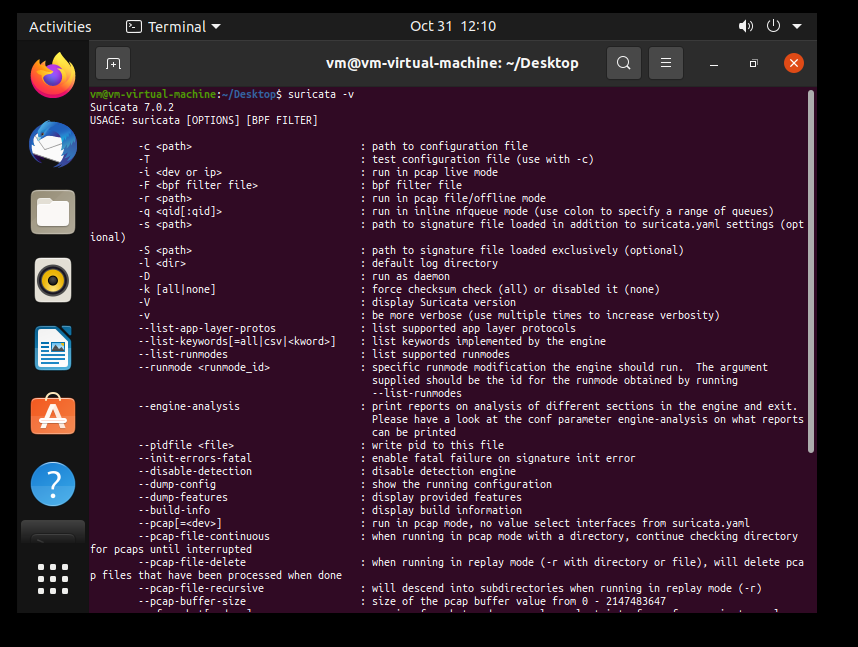 Activities
Terminal
Oct 31 12:10
vm@vm-virtual-machine: ~/Desktop
vm@vm-virtual-machine:~/Desktop$ suricata -v
Suricata 7.0.2
USAGE: suricata [OPTIONS] [BPF FILTER]
-c <path> : path to configuration file
-T : test configuration file (use with -c)
-i <dev or ip> : run in pcap live mode
-F <bpf filter file> : bpf filter file
-r <path> : run in pcap file/offline mode
-q <qid[:qid]> : run in inline nfqueue mode (use colon to specify a range of queues)
-s <path> : path to signature file loaded in addition to suricata.yaml settings (opt
ional)
-S <path> : path to signature file loaded exclusively (optional)
-l <dir> : default log directory
-D : run as daemon
-k [all|none] : force checksum check (all) or disabled it (none)
-V : display Suricata version
-v : be more verbose (use multiple times to increase verbosity)
--list-app-layer-protos : list supported app layer protocols
--list-keywords[=all|csv|<kword>] : list keywords implemented by the engine
--list-runmodes : list supported runmodes
--runmode <runmode_id> : specific runmode modification the engine should run. The argument
supplied should be the id for the runmode obtained by running
--list-runmodes
--engine-analysis : print reports on analysis of different sections in the engine and exit.
Please have a look at the conf parameter engine-analysis on what reports
can be printed
--pidfile <file> : write pid to this file
--init-errors-fatal : enable fatal failure on signature init error
--disable-detection : disable detection engine
--dump-config : show the running configuration
--dump-features : display provided features
--build-info : display build information
--pcap[=<dev>] : run in pcap mode, no value select interfaces from suricata.yaml
--pcap-file-continuous : when running in pcap mode with a directory, continue checking directory
for pcaps until interrupted
--pcap-file-delete : when running in replay mode (-r with directory or file), will delete pca
p files that have been processed when done
--pcap-file-recursive : will descend into subdirectories when running in replay mode (-r)
--pcap-buffer-size : size of the pcap buffer value from 0 - 2147483647